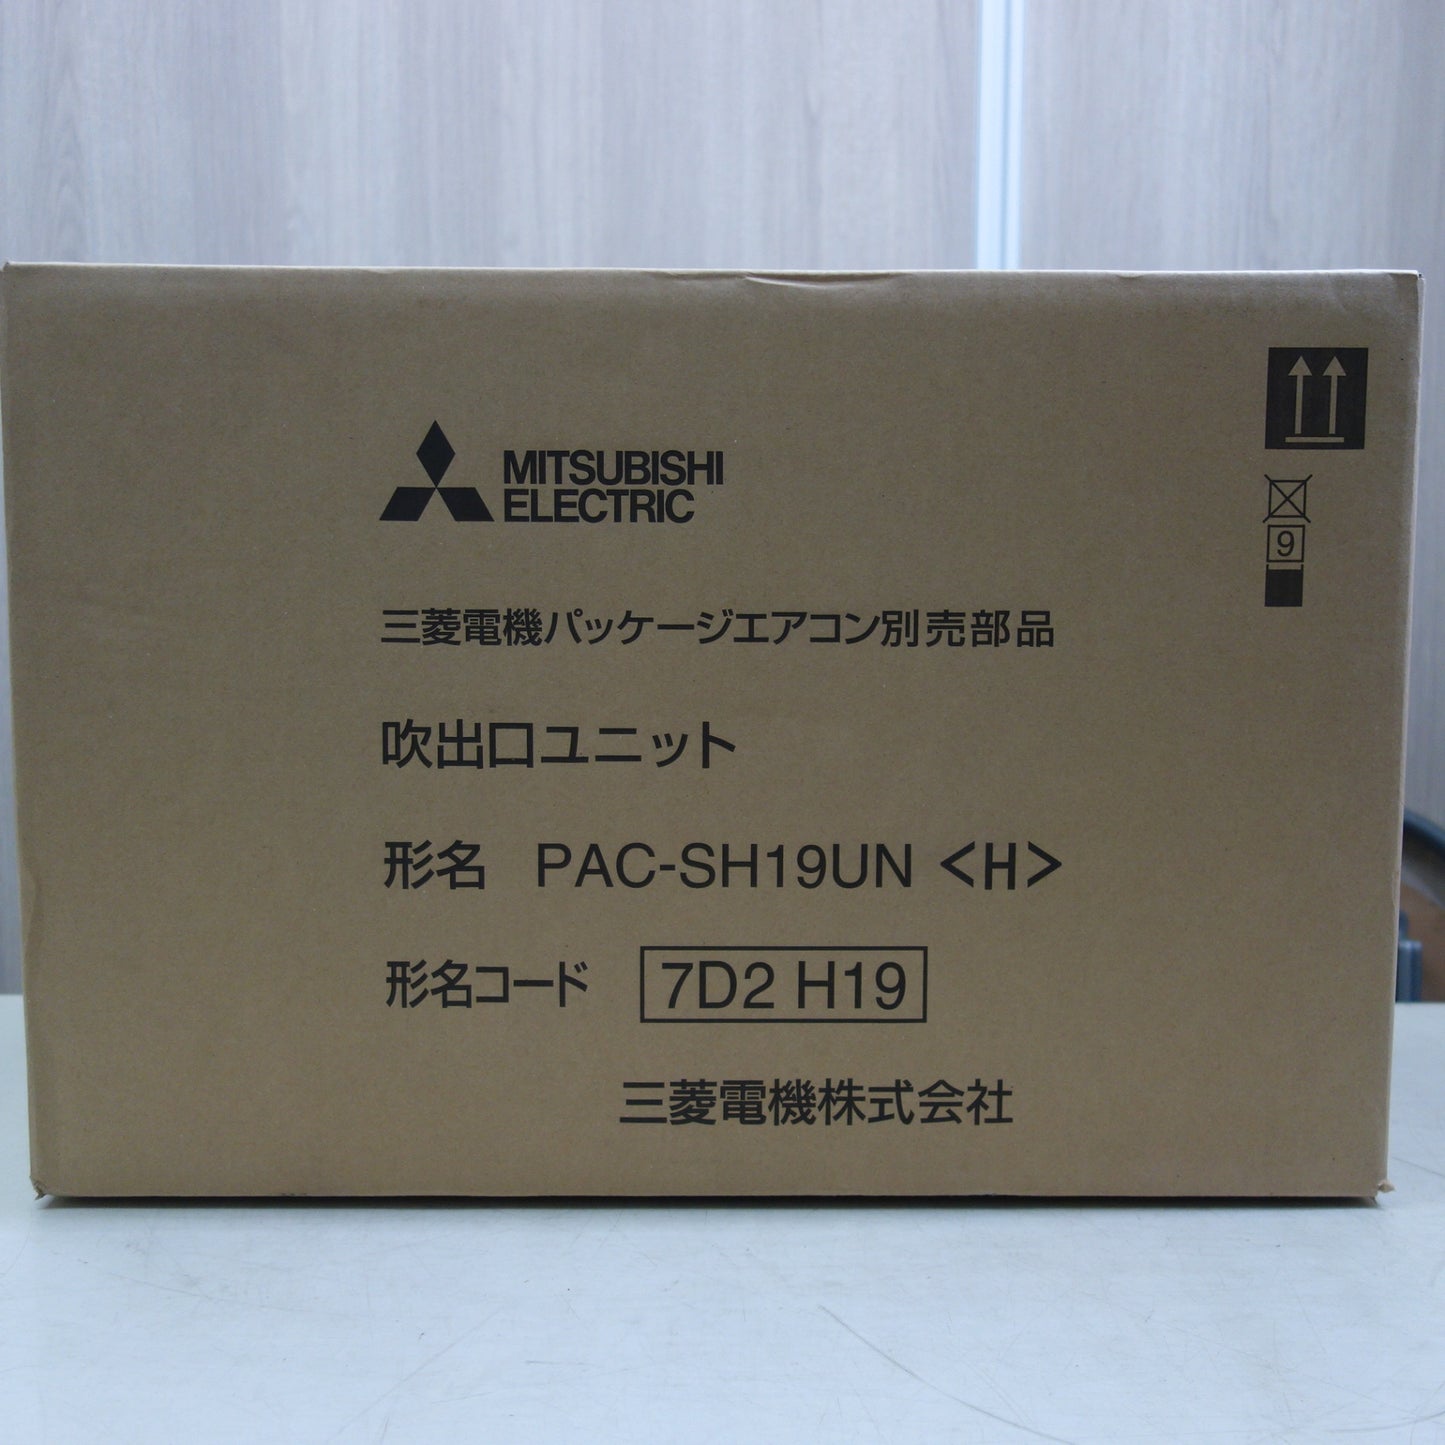 MITSUBISHI
ELECTRIC
三菱電機パッケージエアコン別売部品
吹出口ユニット
形名 PAC-SH19UN <H>
形名コード 7D2 H19
三菱電機株式会社
9